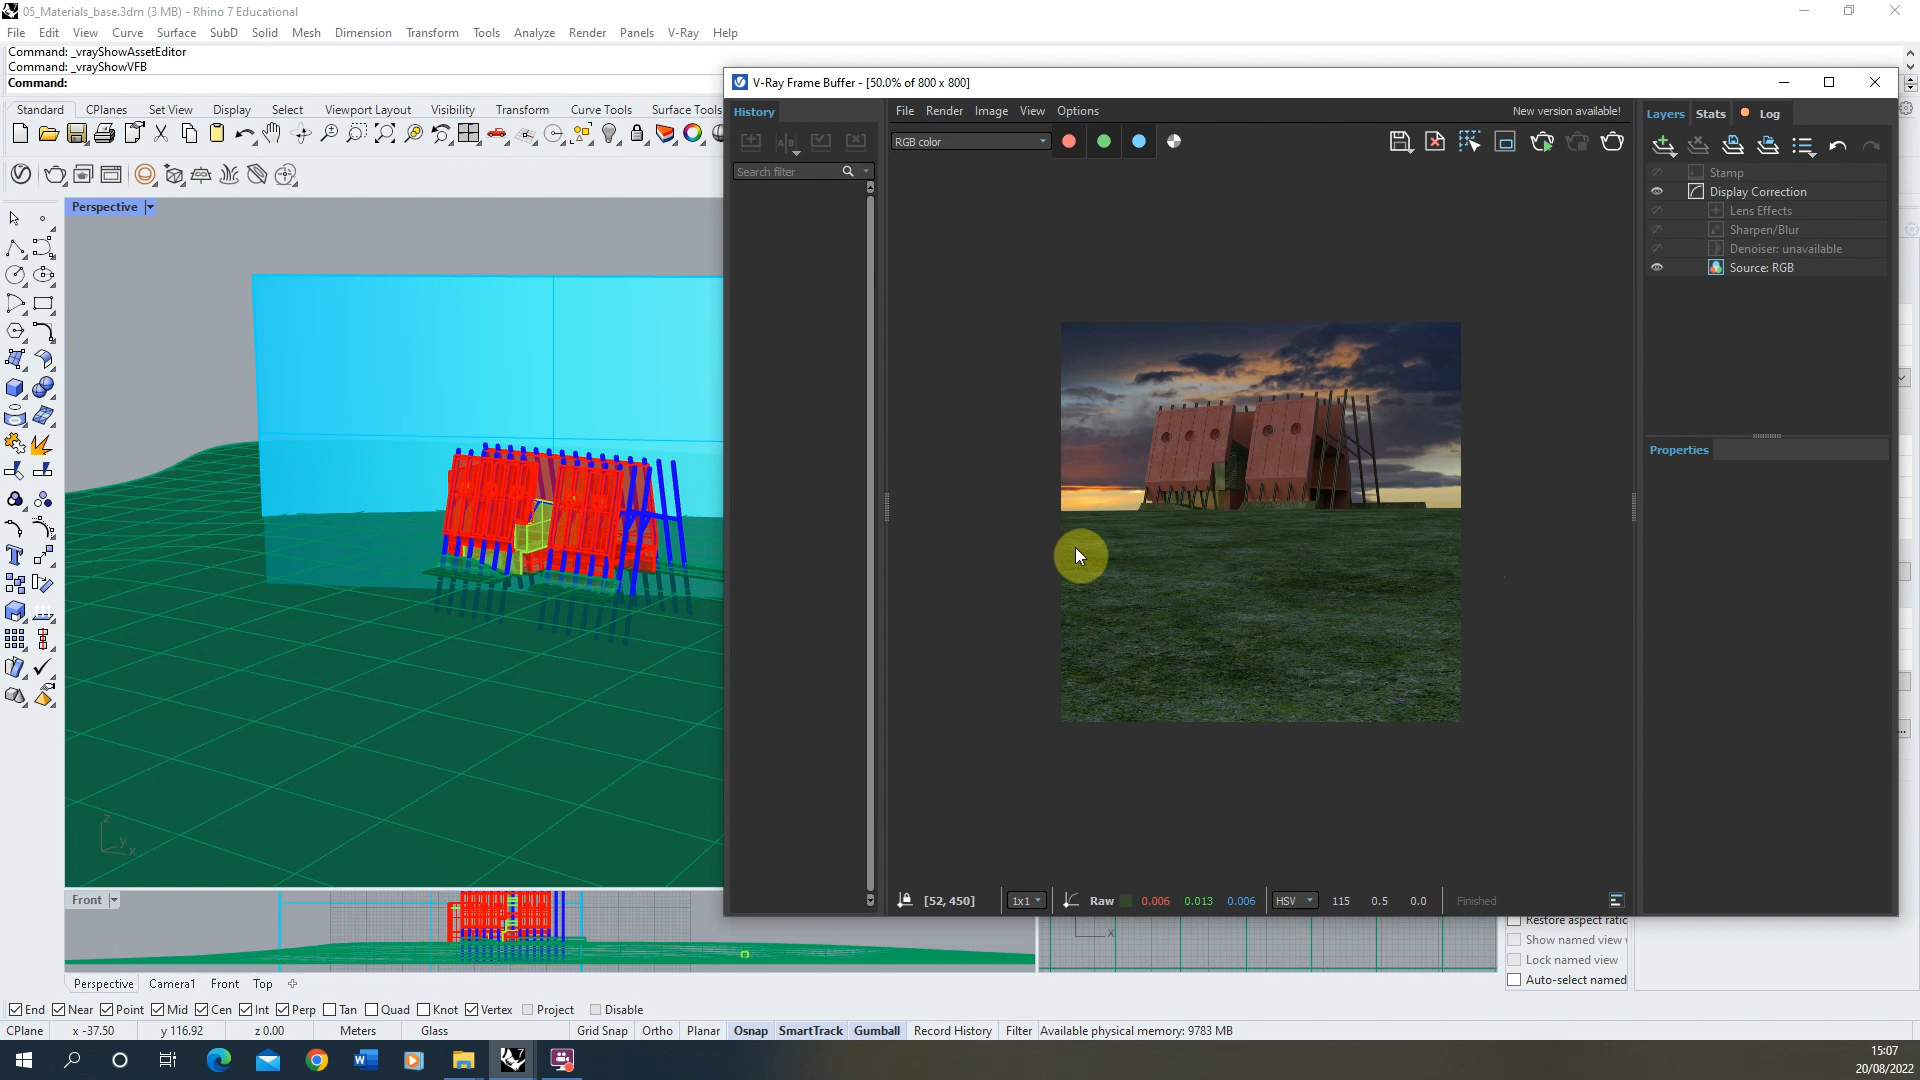 05_Materials_base.3dm (3 MB) - Rhino 7 Educational
File Edit View Curve Surface SubD Solid Mesh Dimension Transform Tools Analyze Render Panels V-Ray Help
Command: _vrayShowAssetEditor
Command: _vrayShowVFB
Command:
Standard CPlanes Set View Display Select Viewport Layout Visibility Transform Curve Tools Surface Tools
V-Ray Frame Buffer - [50.0% of 800 x 800]
History File Render Image View Options New version available! Layers Stats Log
RGB color
Search filter
Stamp
Display Correction
Lens Effects
Sharpen/Blur
Denoiser: unavailable
Source: RGB
Properties
Perspective
z
y
x
[52, 450] 1x1 Raw 0.006 0.013 0.006 HSV 115 0.5 0.0 Finished
Front
x
Restore aspect ratio
Show named view
Lock named view
Auto-select named
Perspective Camera1 Front Top
End Near Point Mid Cen Int Perp Tan Quad Knot Vertex Project Disable
CPlane x -37.50 y 116.92 z 0.00 Meters Glass Grid Snap Ortho Planar Osnap SmartTrack Gumball Record History Filter Available physical memory: 9783 MB
15:07
20/08/2022